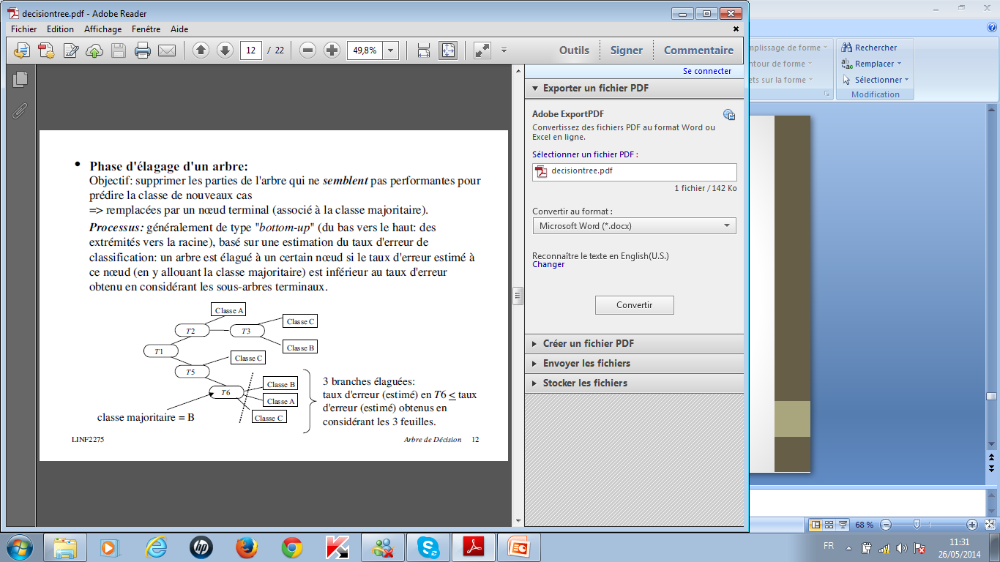 decisiontree.pdf - Adobe Reader
Fichier Edition Affichage Fenêtre Aide
12 / 22 49,8% Outils Signer Commentaire
Se connecter
Exporter un fichier PDF
Adobe ExportPDF
Convertissez des fichiers PDF au format Word ou
Excel en ligne.
Sélectionner un fichier PDF :
decisiontree.pdf
1 fichier / 142 Ko
Convertir au format :
Microsoft Word (*.docx)
Reconnaître le texte en English(U.S.)
Changer
Convertir
Créer un fichier PDF
Envoyer les fichiers
Stocker les fichiers
• Phase d'élagage d'un arbre:
Objectif: supprimer les parties de l'arbre qui ne semblent pas performantes pour
prédire la classe de nouveaux cas
=> remplacées par un nœud terminal (associé à la classe majoritaire).
Processus: généralement de type "bottom-up" (du bas vers le haut: des
extrémités vers la racine), basé sur une estimation du taux d'erreur de
classification: un arbre est élagué à un certain nœud si le taux d'erreur estimé à
ce nœud (en y allouant la classe majoritaire) est inférieur au taux d'erreur
obtenu en considérant les sous-arbres terminaux.
Classe A
T2
T3
Classe C
Classe B
T1
Classe C
T5
T6
Classe B
Classe A
Classe C
classe majoritaire = B
3 branches élaguées:
taux d'erreur (estimé) en T6 < taux
d'erreur (estimé) obtenus en
considérant les 3 feuilles.
LINF2275
Arbre de Décision 12
mplissage de forme
ntour de forme
ts sur la forme
Rechercher
Remplacer
Sélectionner
Modification
68 %
FR
11:31
26/05/2014